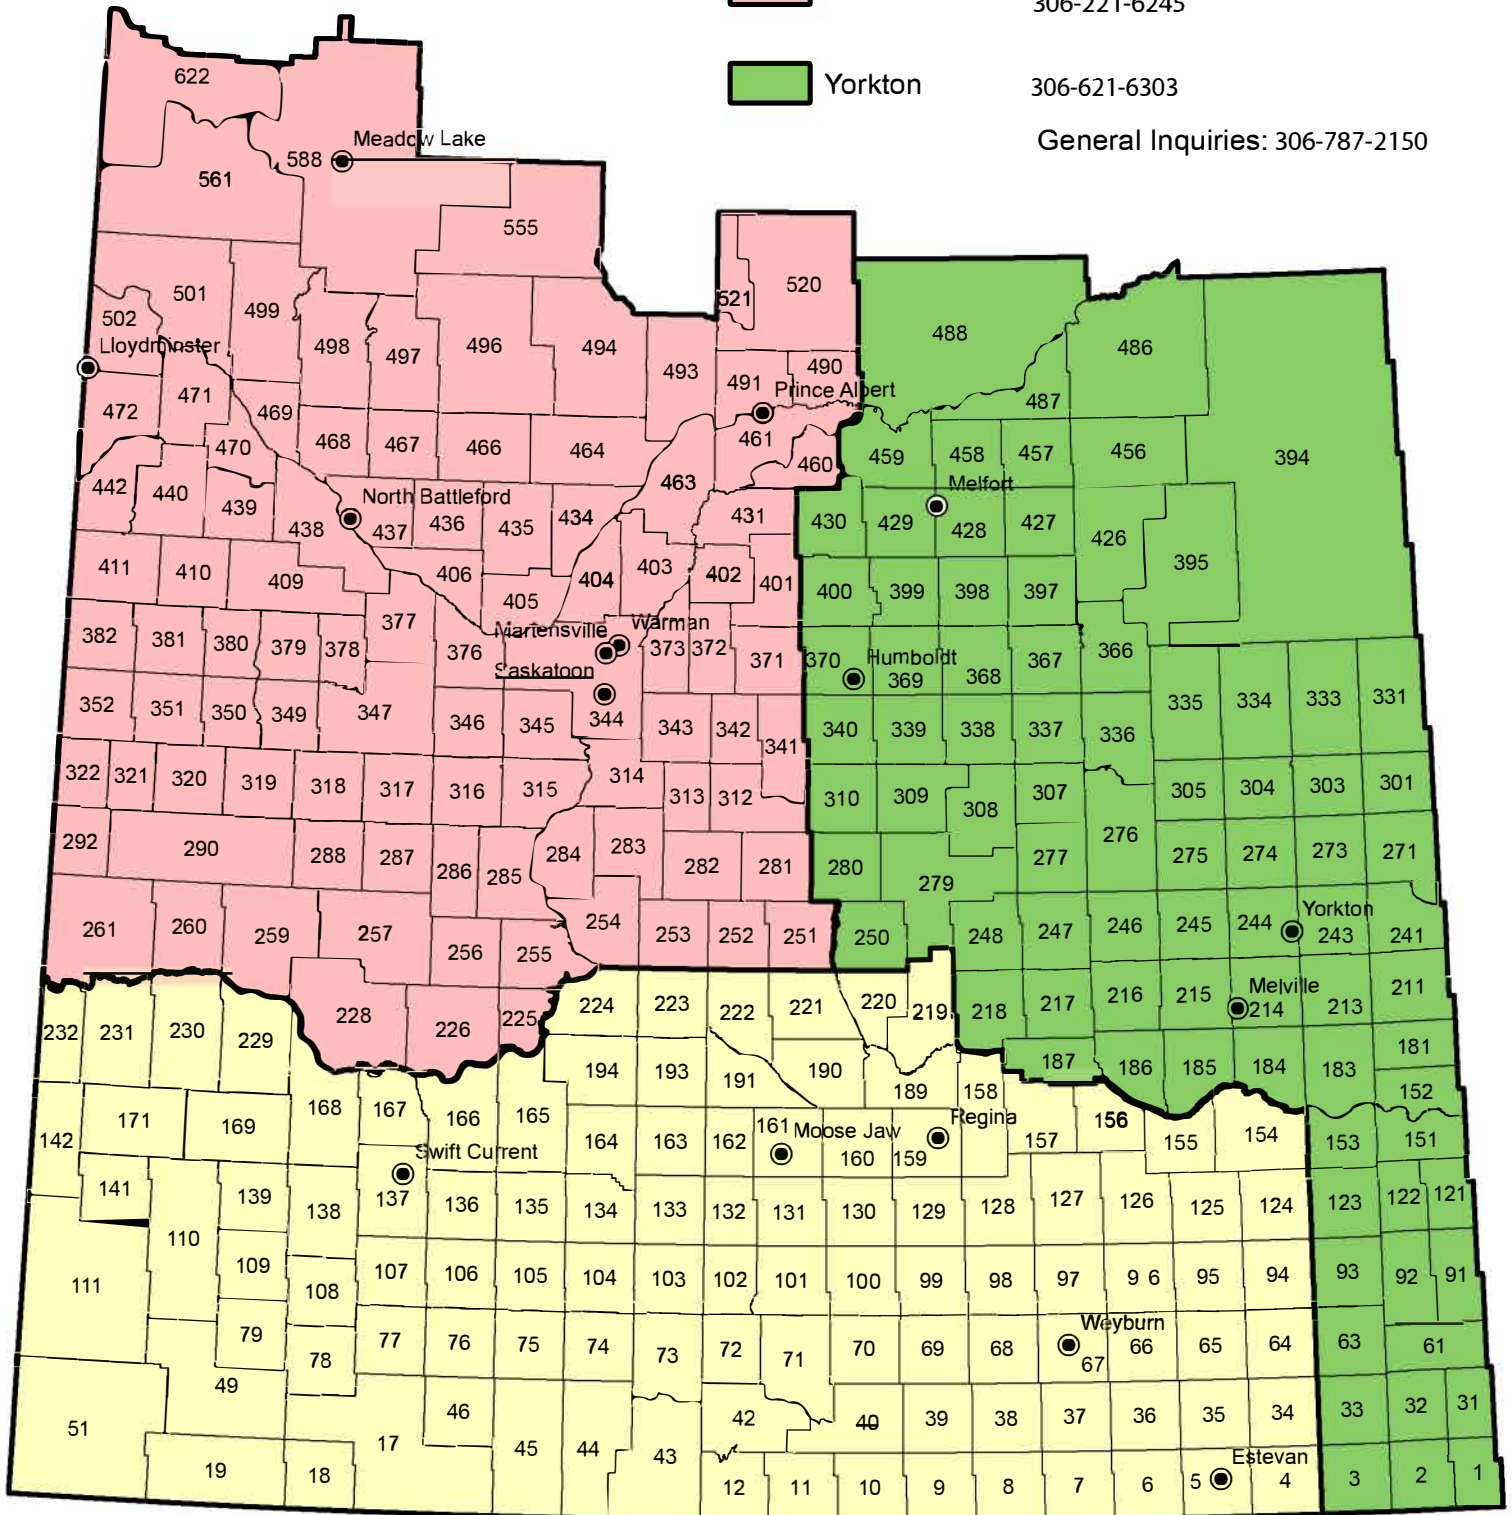 306-221-6245
Yorkton 306-621-6303
General Inquiries: 306-787-2150
622
Meadow Lake
588
561
555
501 499 520 521
502
Lloydminster
498 497 496 494 488 486
493 491 490
471 Prince Albert
472 469 487
470 468 467 466 464 461 460 459 458 457 456 394
442 440 439 463 Melfort
North Battleford
438 437 436 435 434 431 430 429 428 427 426
411 410 409 406 405 404 403 402 401 400 399 398 397 395
382 381 380 379 378 377 376 Martensville Warman
373 372 371 370 Humboldt 369 368 367 366
Saskatoon
352 351 350 349 347 346 345 344 343 342 341 340 339 338 337 336 335 334 333 331
322 321 320 319 318 317 316 315 314 313 312 310 309 308 307 305 304 303 301
292 290 288 287 286 285 284 283 282 281 280 279 277 276 275 274 273 271
261 260 259 257 256 255 254 253 252 251 250 248 247 246 245 244 Yorkton 243 241
232 231 230 229 228 226 225 224 223 222 221 220 219 218 217 216 215 Melville 214 213 211
194 193 191 190 189 187 186 185 184 183 181
171 169 168 167 166 165 158 152
142 164 163 162 161 Moose Jaw 160 159 Regina 157 156 155 154 153 151
Swift Current
141 139 138 137 136 135 134 133 132 131 130 129 128 127 126 125 124 123 122 121
111 110 109 108 107 106 105 104 103 102 101 100 99 98 97 9 6 95 94 93 92 91
79 78 77 76 75 74 73 72 71 70 69 68 Weyburn 67 66 65 64 63 61
51 49 46 45 44 43 42 40 39 38 37 36 35 34 33 32 31
19 18 17 12 11 10 9 8 7 6 5 Estevan 4 3 2 1